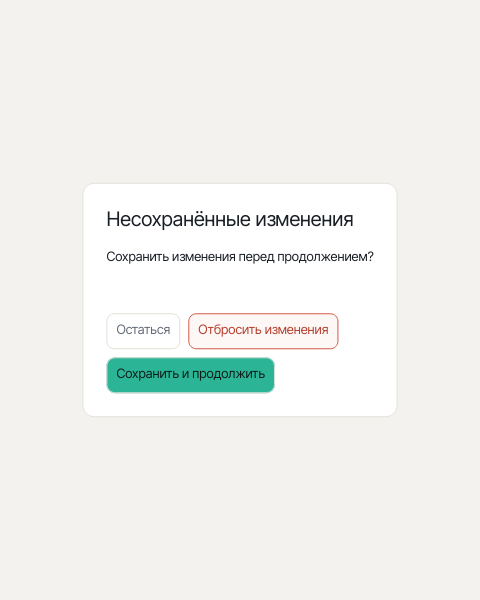 Несохранённые изменения
Сохранить изменения перед продолжением?
Остаться
Отбросить изменения
Сохранить и продолжить